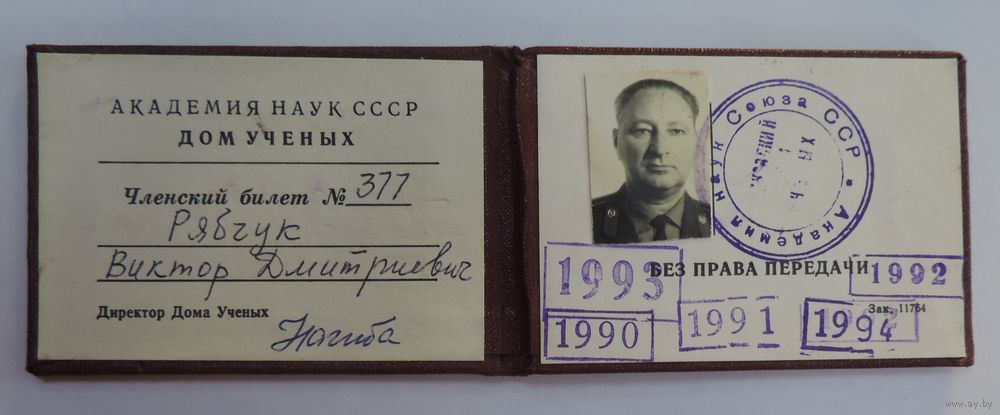 АКАДЕМИЯ НАУК СССР
ДОМ УЧЕНЫХ
Членский билет № 377
Рябчук
Виктор Дмитриевич
Директор Дома Ученых
Академия наук Союза ССР
1993
БЕЗ ПРАВА ПЕРЕДАЧИ
1992
Зак. 11764
1990
1991
1994
www.ay.by